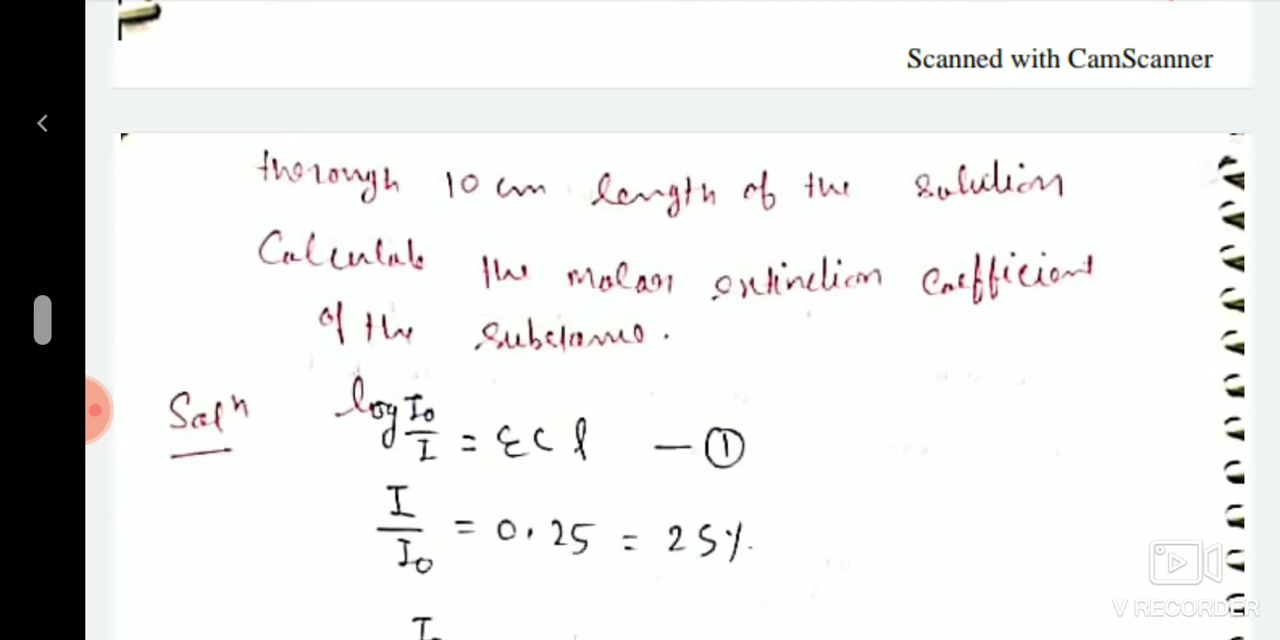 Scanned with CamScanner
thorough 10 cm length of the solution
Calculate the molar extinction coefficient
of the substance.
Solⁿ log I₀/I = εcl — ①
I/I₀ = 0.25 = 25%.
I
V RECORDER